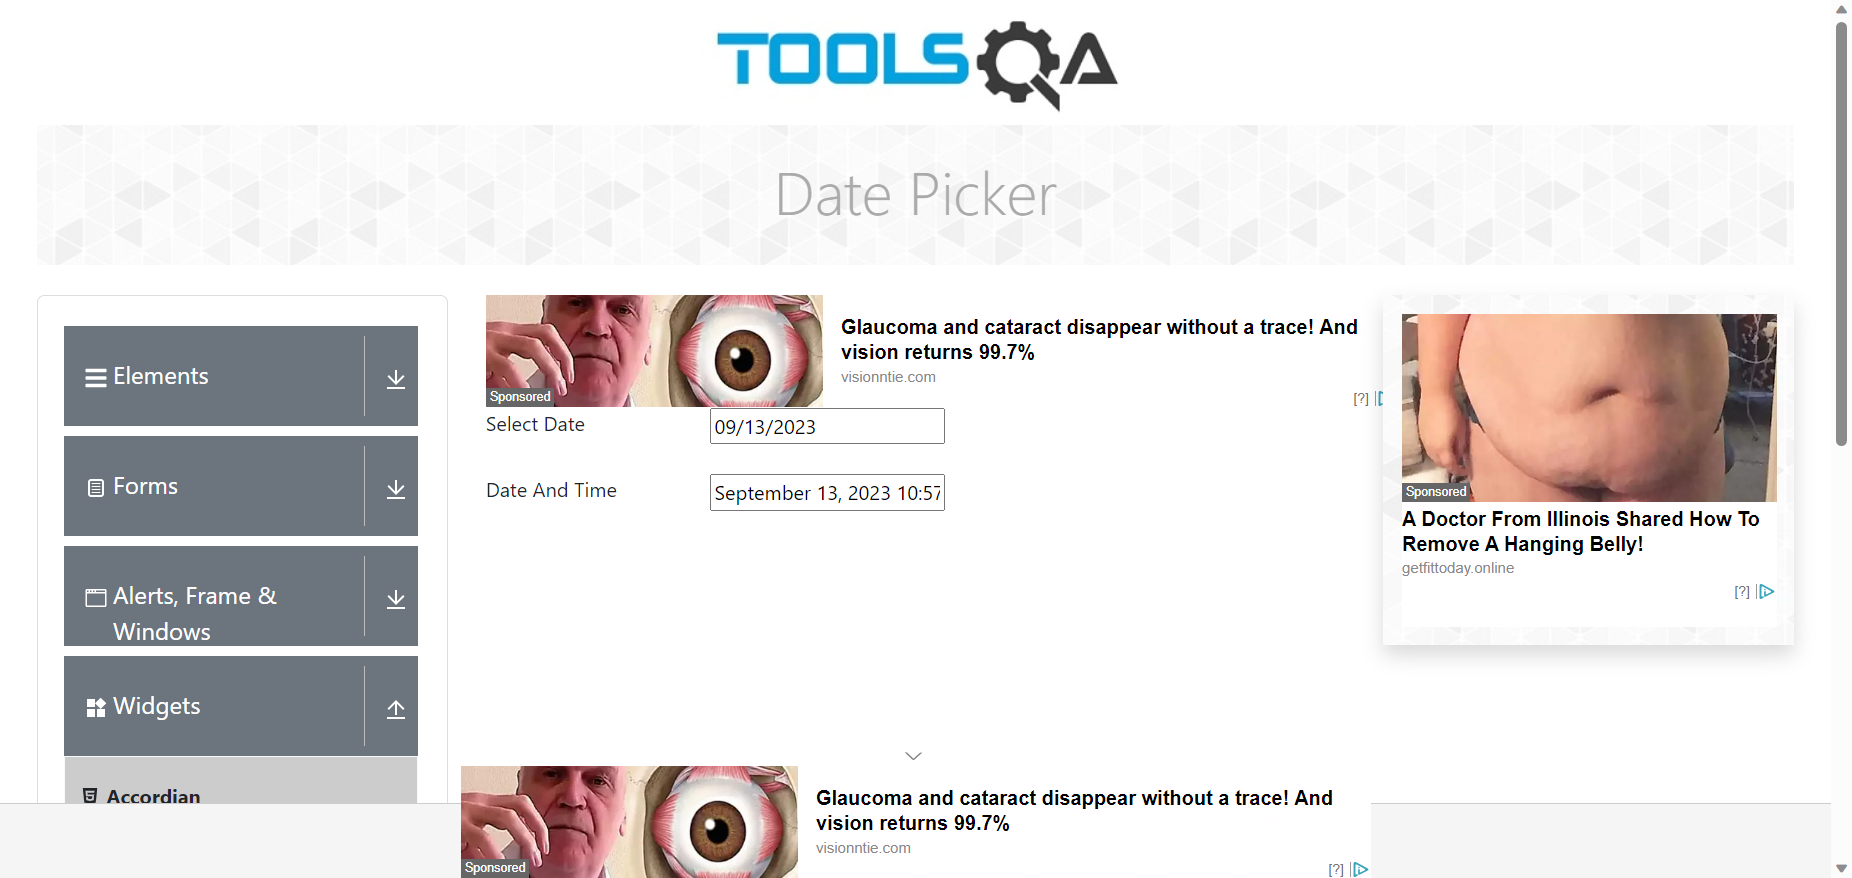 TOOLSQA
Date Picker
Elements
Forms
Alerts, Frame &
Windows
Widgets
Accordian
Sponsored
Glaucoma and cataract disappear without a trace! And
vision returns 99.7%
visionntie.com
[?]
Select Date
09/13/2023
Date And Time
September 13, 2023 10:57
Sponsored
A Doctor From Illinois Shared How To
Remove A Hanging Belly!
getfittoday.online
[?]
Sponsored
Glaucoma and cataract disappear without a trace! And
vision returns 99.7%
visionntie.com
[?]